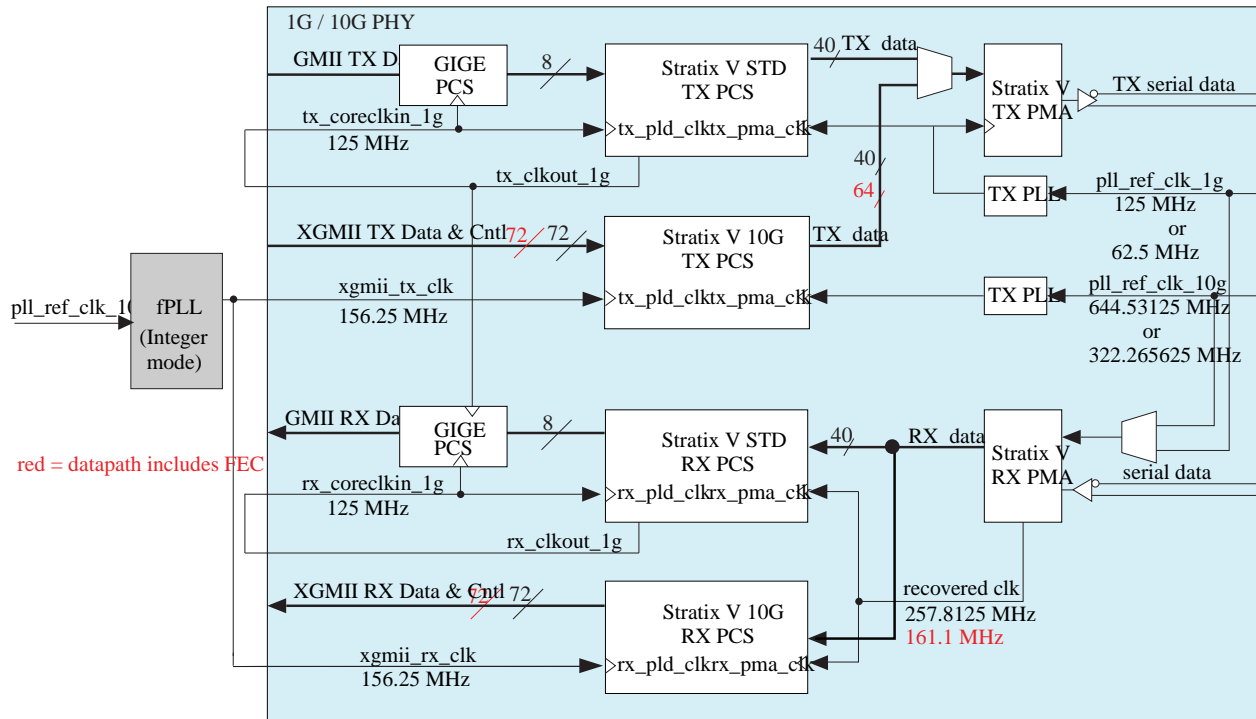 1G / 10G PHY
GMII TX D
GIGE
PCS
8
Stratix V STD
TX PCS
40
TX data
Stratix V
TX PMA
TX serial data
tx_coreclkin_1g
125 MHz
tx_pld_clk
tx_pma_clk
tx_clkout_1g
40
64
TX PLL
pll_ref_clk_1g
125 MHz
or
62.5 MHz
XGMII TX Data & Cntl
72
72
Stratix V 10G
TX PCS
TX data
xgmii_tx_clk
156.25 MHz
tx_pld_clk
tx_pma_clk
TX PLL
pll_ref_clk_10g
644.53125 MHz
or
322.265625 MHz
pll_ref_clk_10
fPLL
(Integer
mode)
GMII RX Da
GIGE
PCS
8
Stratix V STD
RX PCS
40
RX data
Stratix V
RX PMA
serial data
red = datapath includes FEC
rx_coreclkin_1g
125 MHz
rx_pld_clk
rx_pma_clk
rx_clkout_1g
XGMII RX Data & Cntl
72
72
Stratix V 10G
RX PCS
recovered clk
257.8125 MHz
161.1 MHz
xgmii_rx_clk
156.25 MHz
rx_pld_clk
rx_pma_clk